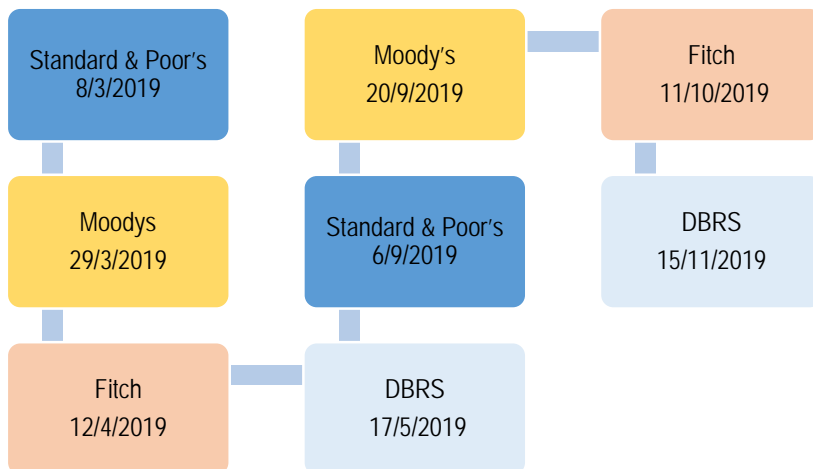 Standard & Poor's
8/3/2019
Moodys
29/3/2019
Fitch
12/4/2019
DBRS
17/5/2019
Standard & Poor's
6/9/2019
Moody's
20/9/2019
Fitch
11/10/2019
DBRS
15/11/2019